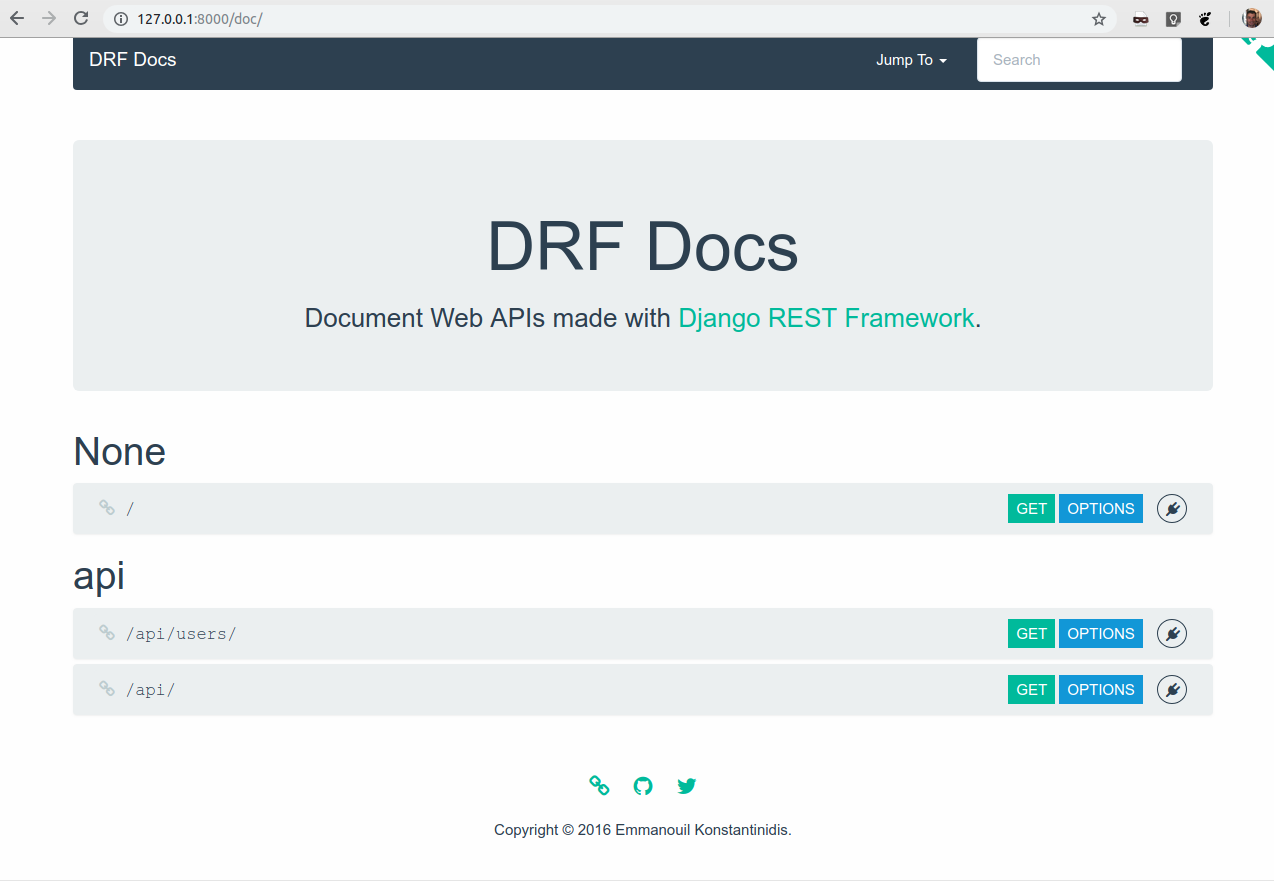 127.0.0.1:8000/doc/
DRF Docs Jump To Search
DRF Docs
Document Web APIs made with Django REST Framework.
None
/ GET OPTIONS
api
/api/users/ GET OPTIONS
/api/ GET OPTIONS
Copyright © 2016 Emmanouil Konstantinidis.